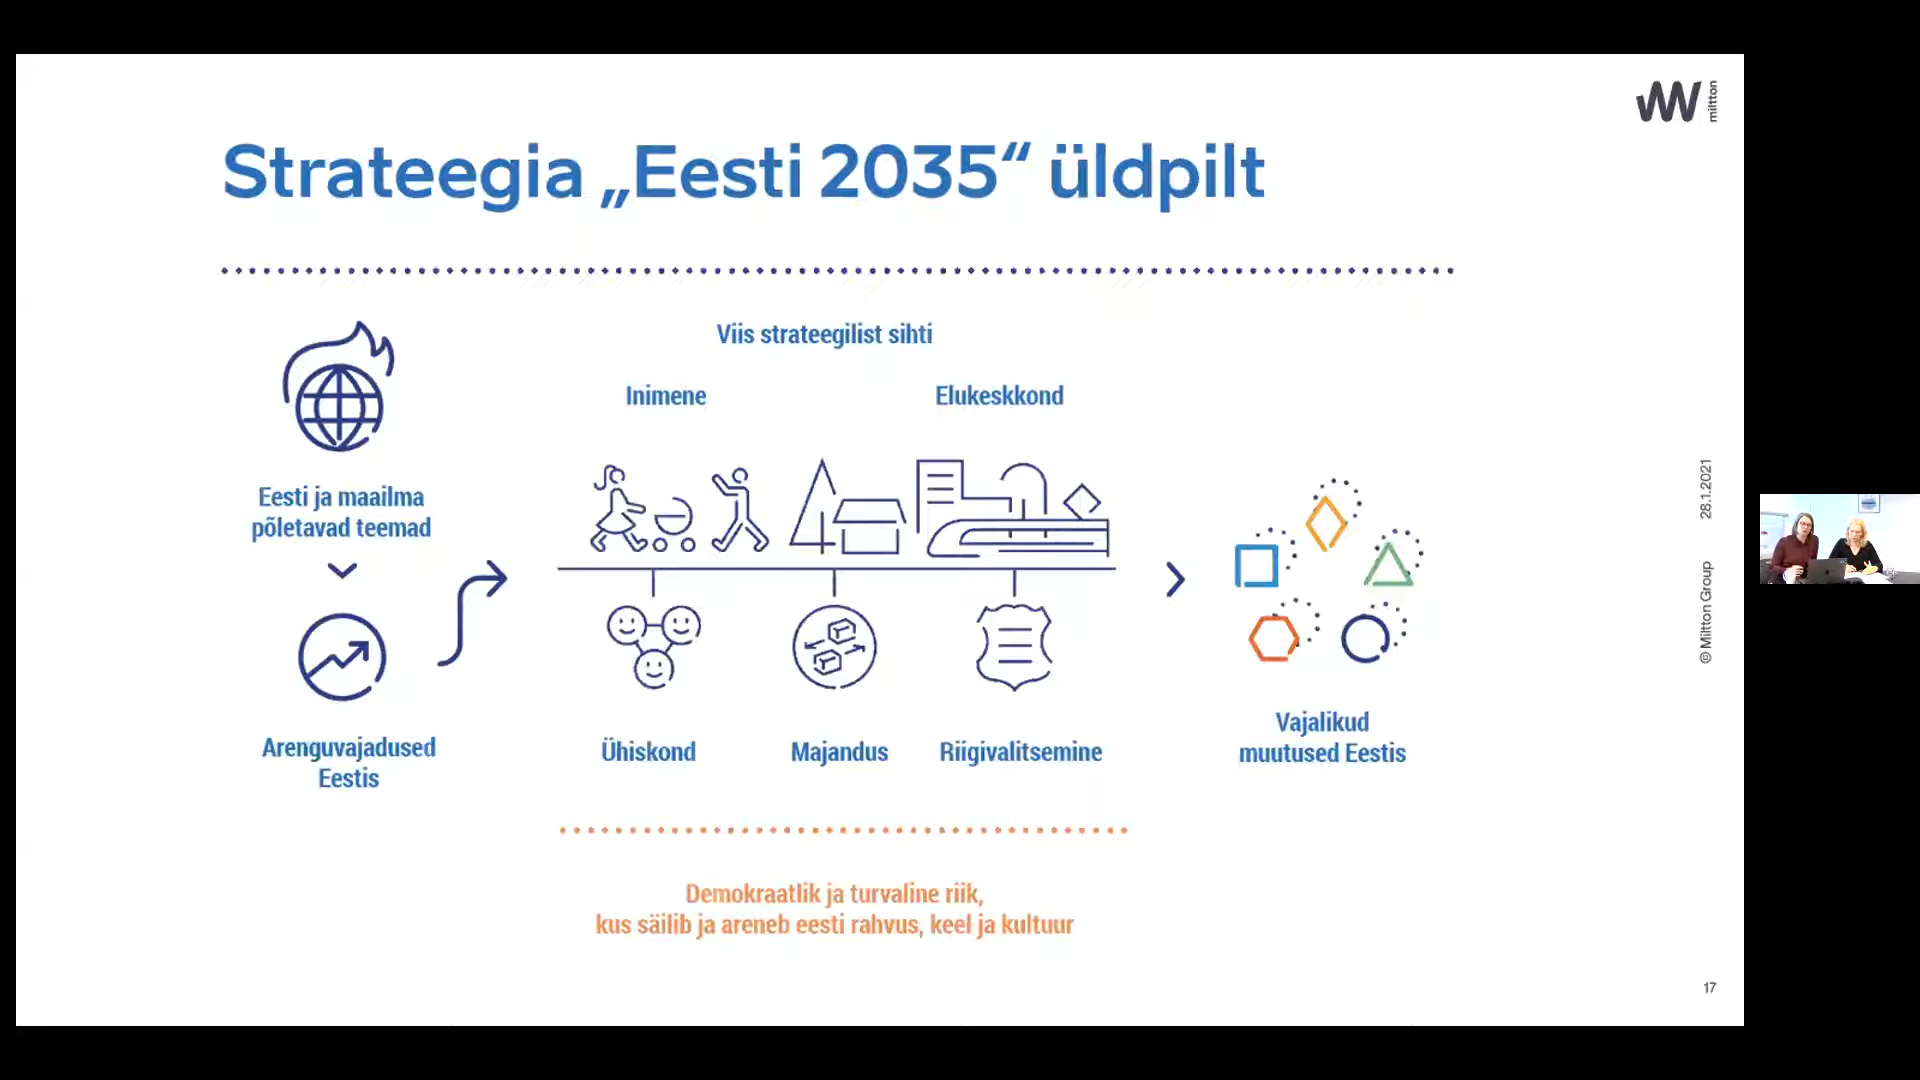 miltton
Strateegia „Eesti 2035“ üldpilt
Viis strateegilist sihti
Inimene
Elukeskkond
Eesti ja maailma
põletavad teemad
Arenguvajadused
Eestis
Ühiskond
Majandus
Riigivalitsemine
Vajalikud
muutused Eestis
Demokraatlik ja turvaline riik,
kus säilib ja areneb eesti rahvus, keel ja kultuur
28.1.2021
© Miltton Group
17